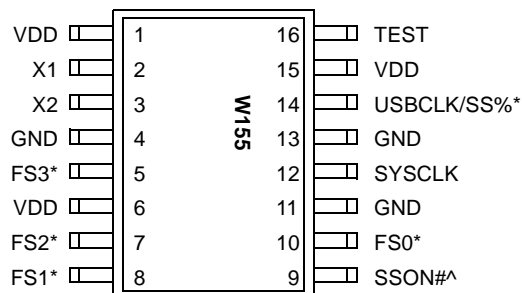 VDD 1 16 TEST
X1 2 15 VDD
X2 3 14 USBCLK/SS%*
GND 4 13 GND
FS3* 5 12 SYSCLK
VDD 6 11 GND
FS2* 7 10 FS0*
FS1* 8 9 SSON#^
W155